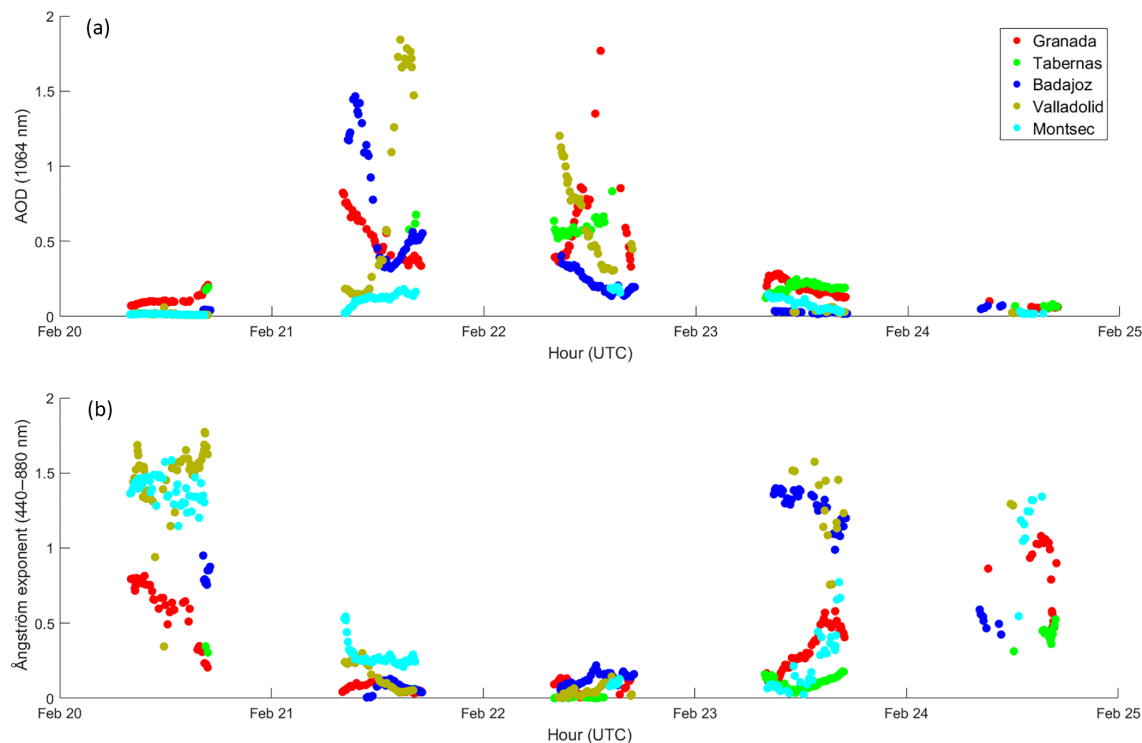 (a)
AOD (1064 nm)
2
1.5
1
0.5
0
Feb 20 Feb 21 Feb 22 Feb 23 Feb 24 Feb 25
Hour (UTC)
Granada
Tabernas
Badajoz
Valladolid
Montsec
(b)
Ångström exponent (440–880 nm)
2
1.5
1
0.5
0
Feb 20 Feb 21 Feb 22 Feb 23 Feb 24 Feb 25
Hour (UTC)